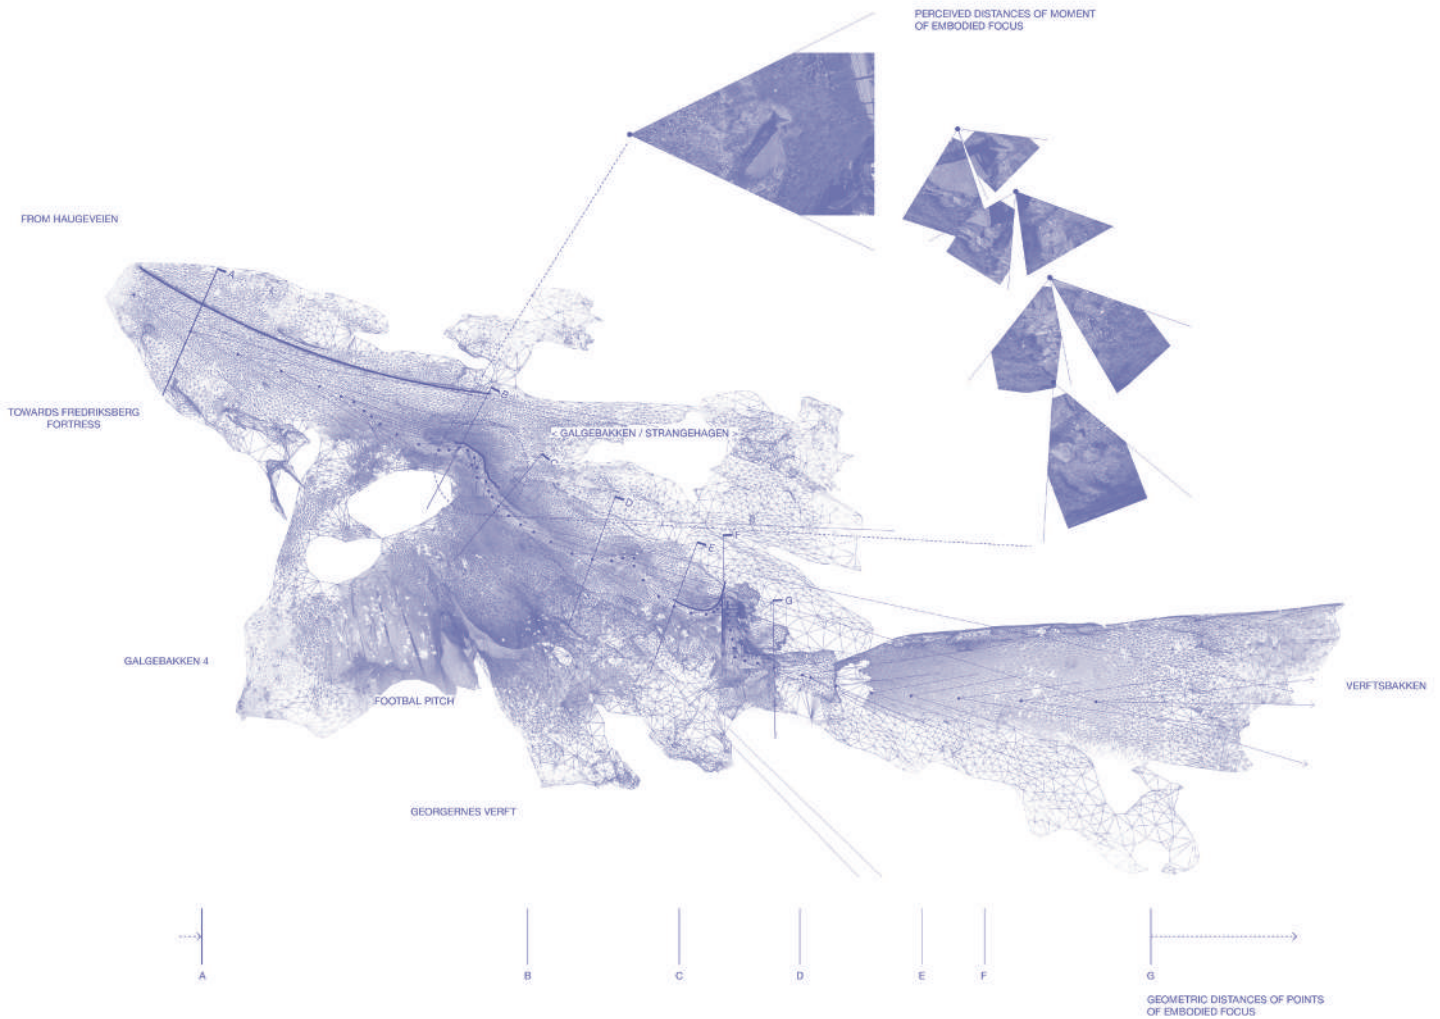 PERCEIVED DISTANCES OF MOMENT
OF EMBODIED FOCUS
FROM HAUGEVEIEN
A
B
TOWARDS FREDRIKSBERG
FORTRESS
< GALGEBAKKEN / STRANGEHAGEN >
C
D
E
F
G
GALGEBAKKEN 4
FOOTBAL PITCH
VERFTSBAKKEN
GEORGERNES VERFT
A
B
C
D
E
F
G
GEOMETRIC DISTANCES OF POINTS
OF EMBODIED FOCUS